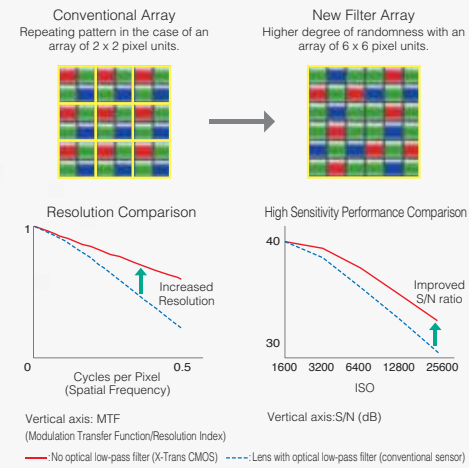 Conventional Array
Repeating pattern in the case of an
array of 2 x 2 pixel units.
New Filter Array
Higher degree of randomness with an
array of 6 x 6 pixel units.
Resolution Comparison
1
Increased
Resolution
0
0.5
Cycles per Pixel
(Spatial Frequency)
Vertical axis: MTF
(Modulation Transfer Function/Resolution Index)
High Sensitivity Performance Comparison
40
Improved
S/N ratio
30
1600 3200 6400 12800 25600
ISO
Vertical axis:S/N (dB)
:No optical low-pass filter (X-Trans CMOS)
:Lens with optical low-pass filter (conventional sensor)